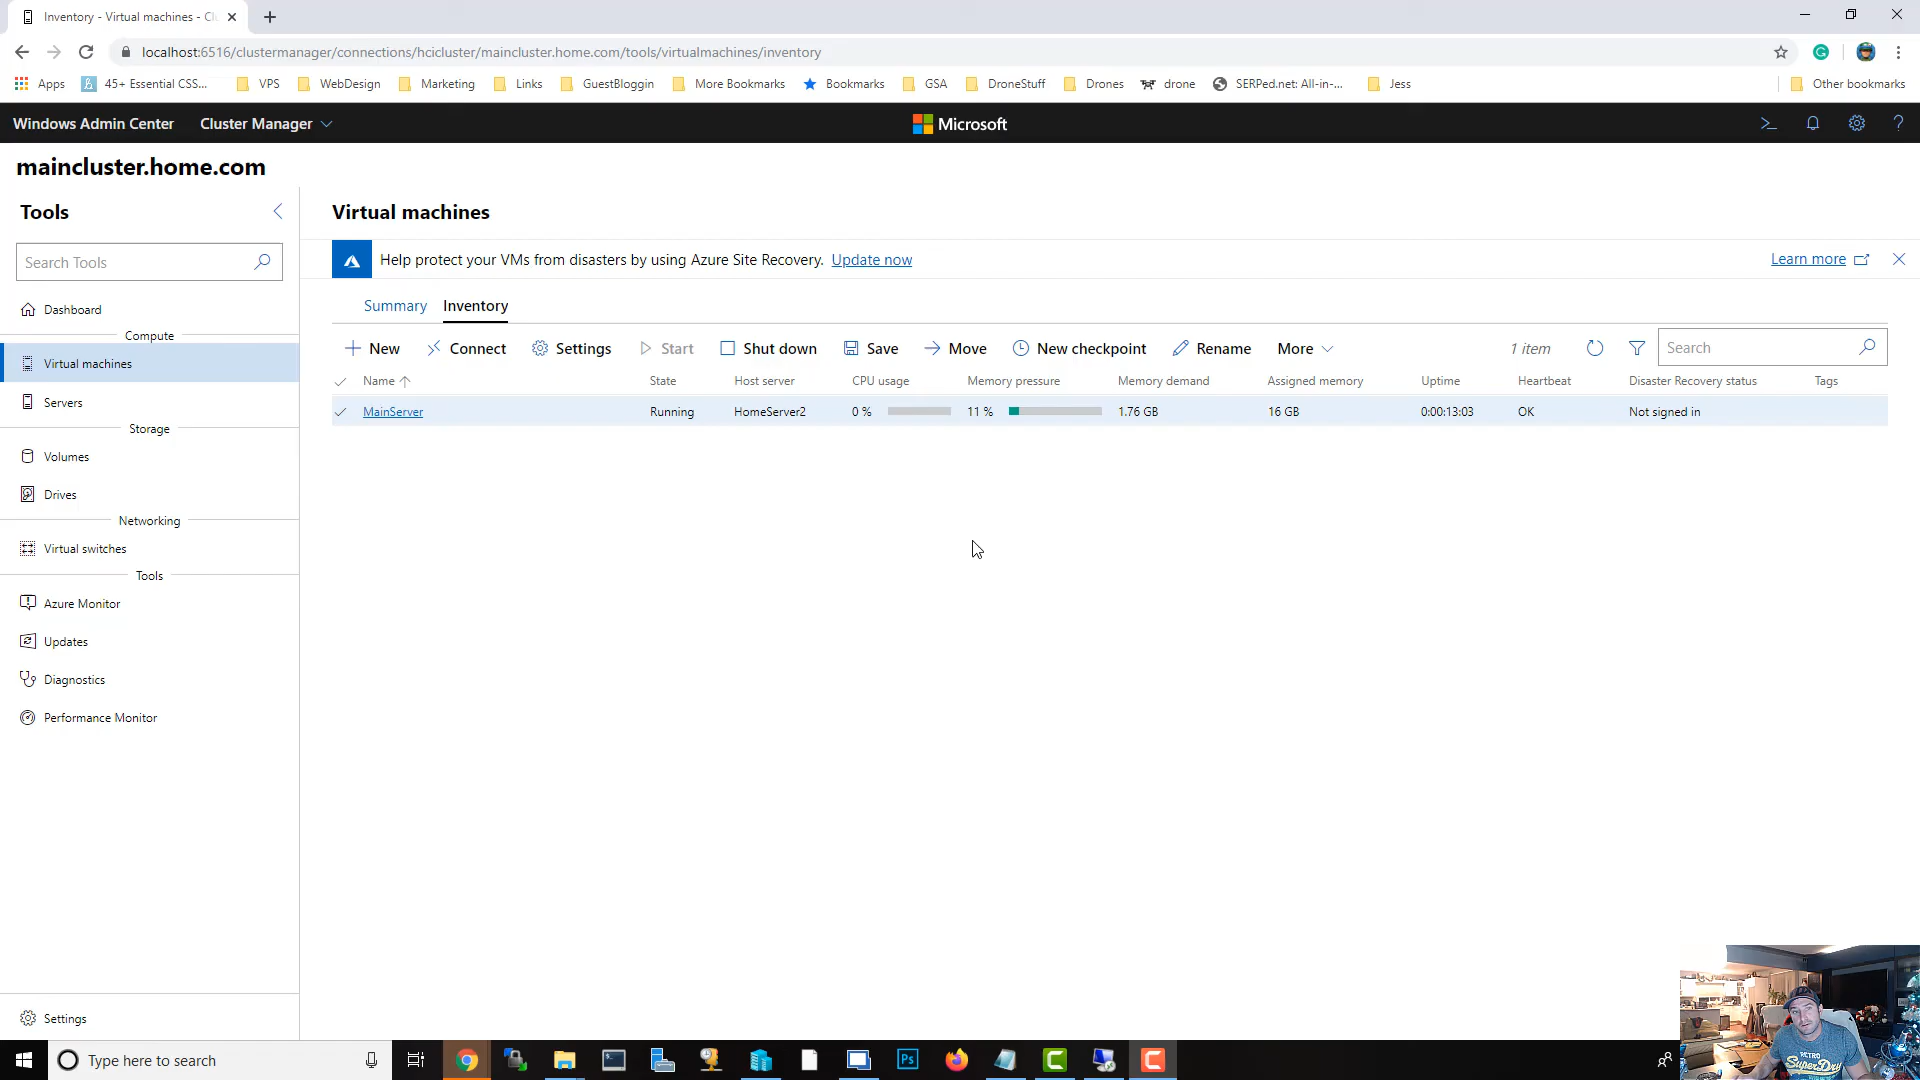 Inventory - Virtual machines - Cl
localhost:6516/clustermanager/connections/hcicluster/maincluster.home.com/tools/virtualmachines/inventory
Apps 45+ Essential CSS... VPS WebDesign Marketing Links GuestBloggin More Bookmarks Bookmarks GSA DroneStuff Drones drone SERPed.net: All-in-... Jess Other bookmarks
Windows Admin Center Cluster Manager Microsoft
maincluster.home.com
Tools
Search Tools
Dashboard
Compute
Virtual machines
Servers
Storage
Volumes
Drives
Networking
Virtual switches
Tools
Azure Monitor
Updates
Diagnostics
Performance Monitor
Settings
Virtual machines
Help protect your VMs from disasters by using Azure Site Recovery. Update now Learn more
Summary Inventory
New Connect Settings Start Shut down Save Move New checkpoint Rename More 1 item Search
Name State Host server CPU usage Memory pressure Memory demand Assigned memory Uptime Heartbeat Disaster Recovery status Tags
MainServer Running HomeServer2 0 % 11 % 1.76 GB 16 GB 0:00:13:03 OK Not signed in
Type here to search
Ps
RETRO
SuperDry